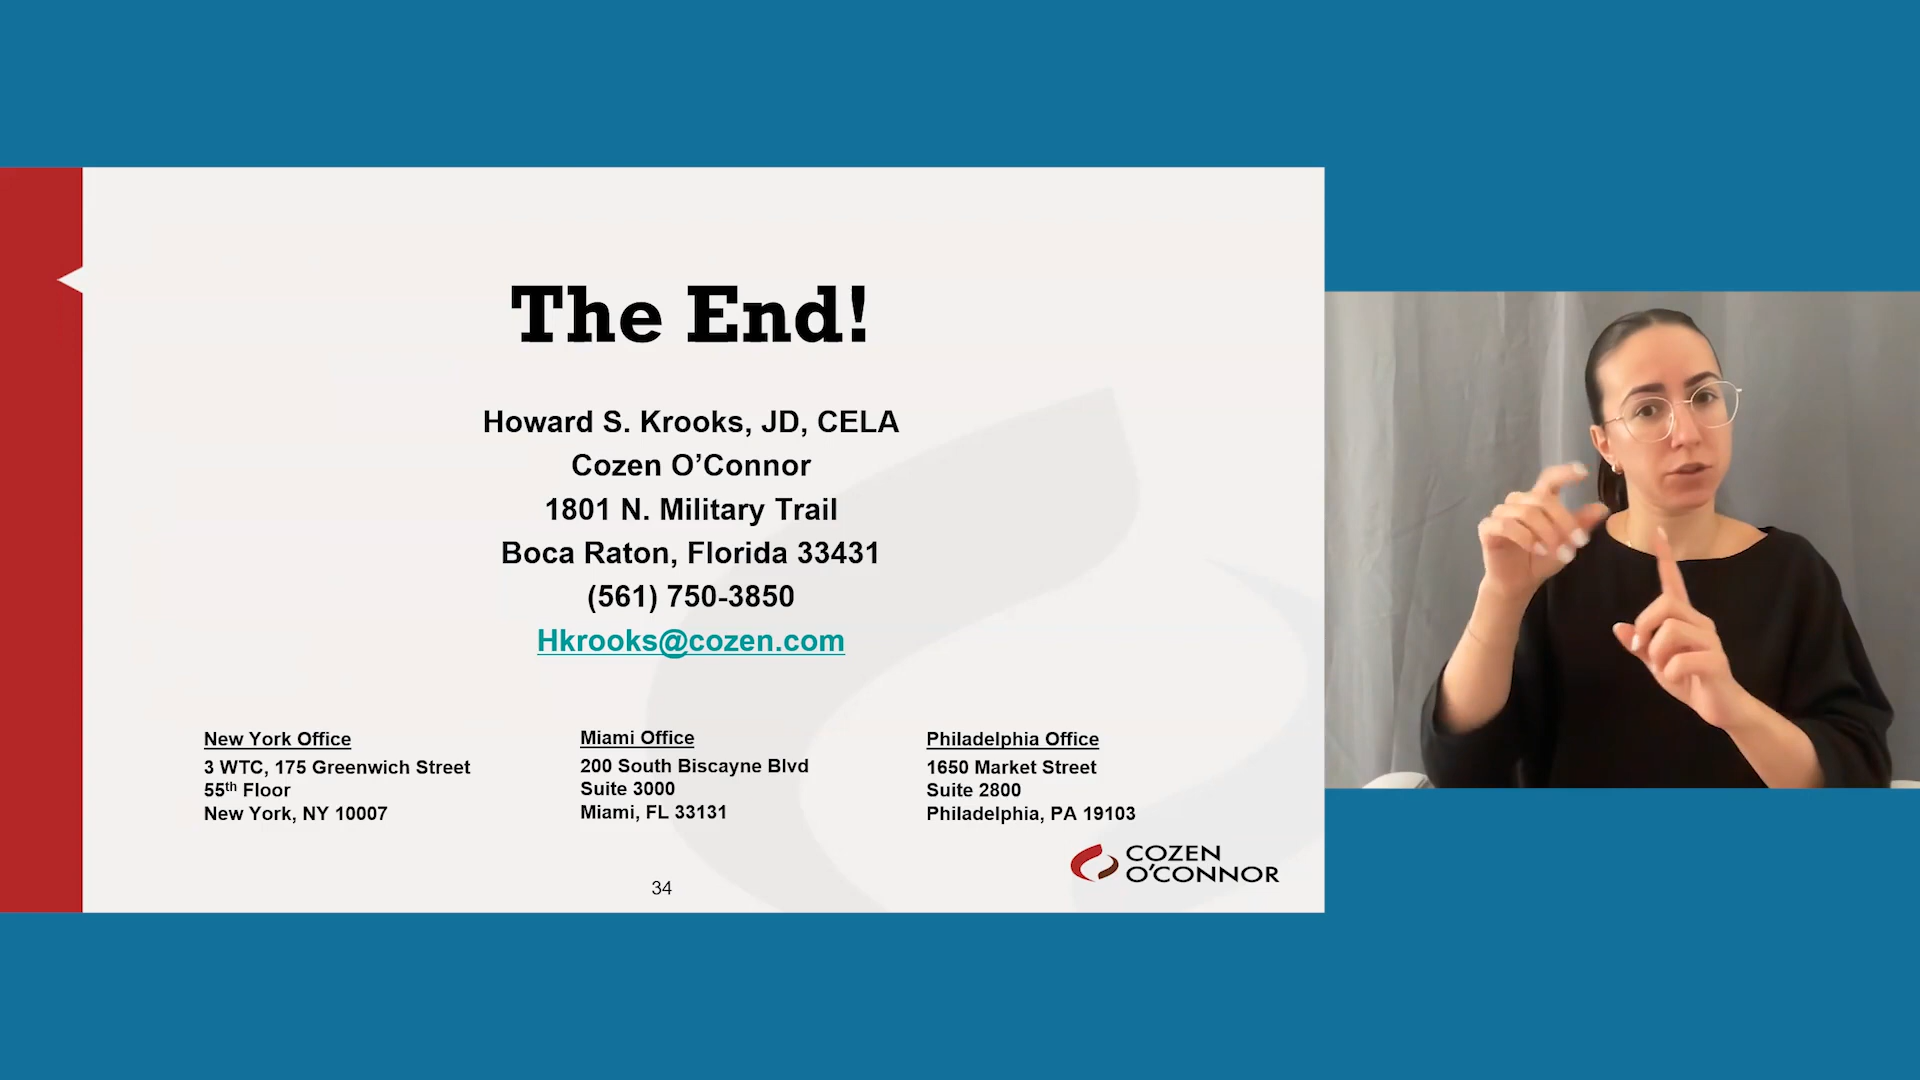 The End!
Howard S. Krooks, JD, CELA
Cozen O’Connor
1801 N. Military Trail
Boca Raton, Florida 33431
(561) 750-3850
Hkrooks@cozen.com
New York Office
3 WTC, 175 Greenwich Street
55th Floor
New York, NY 10007
Miami Office
200 South Biscayne Blvd
Suite 3000
Miami, FL 33131
Philadelphia Office
1650 Market Street
Suite 2800
Philadelphia, PA 19103
COZEN
O’CONNOR
34